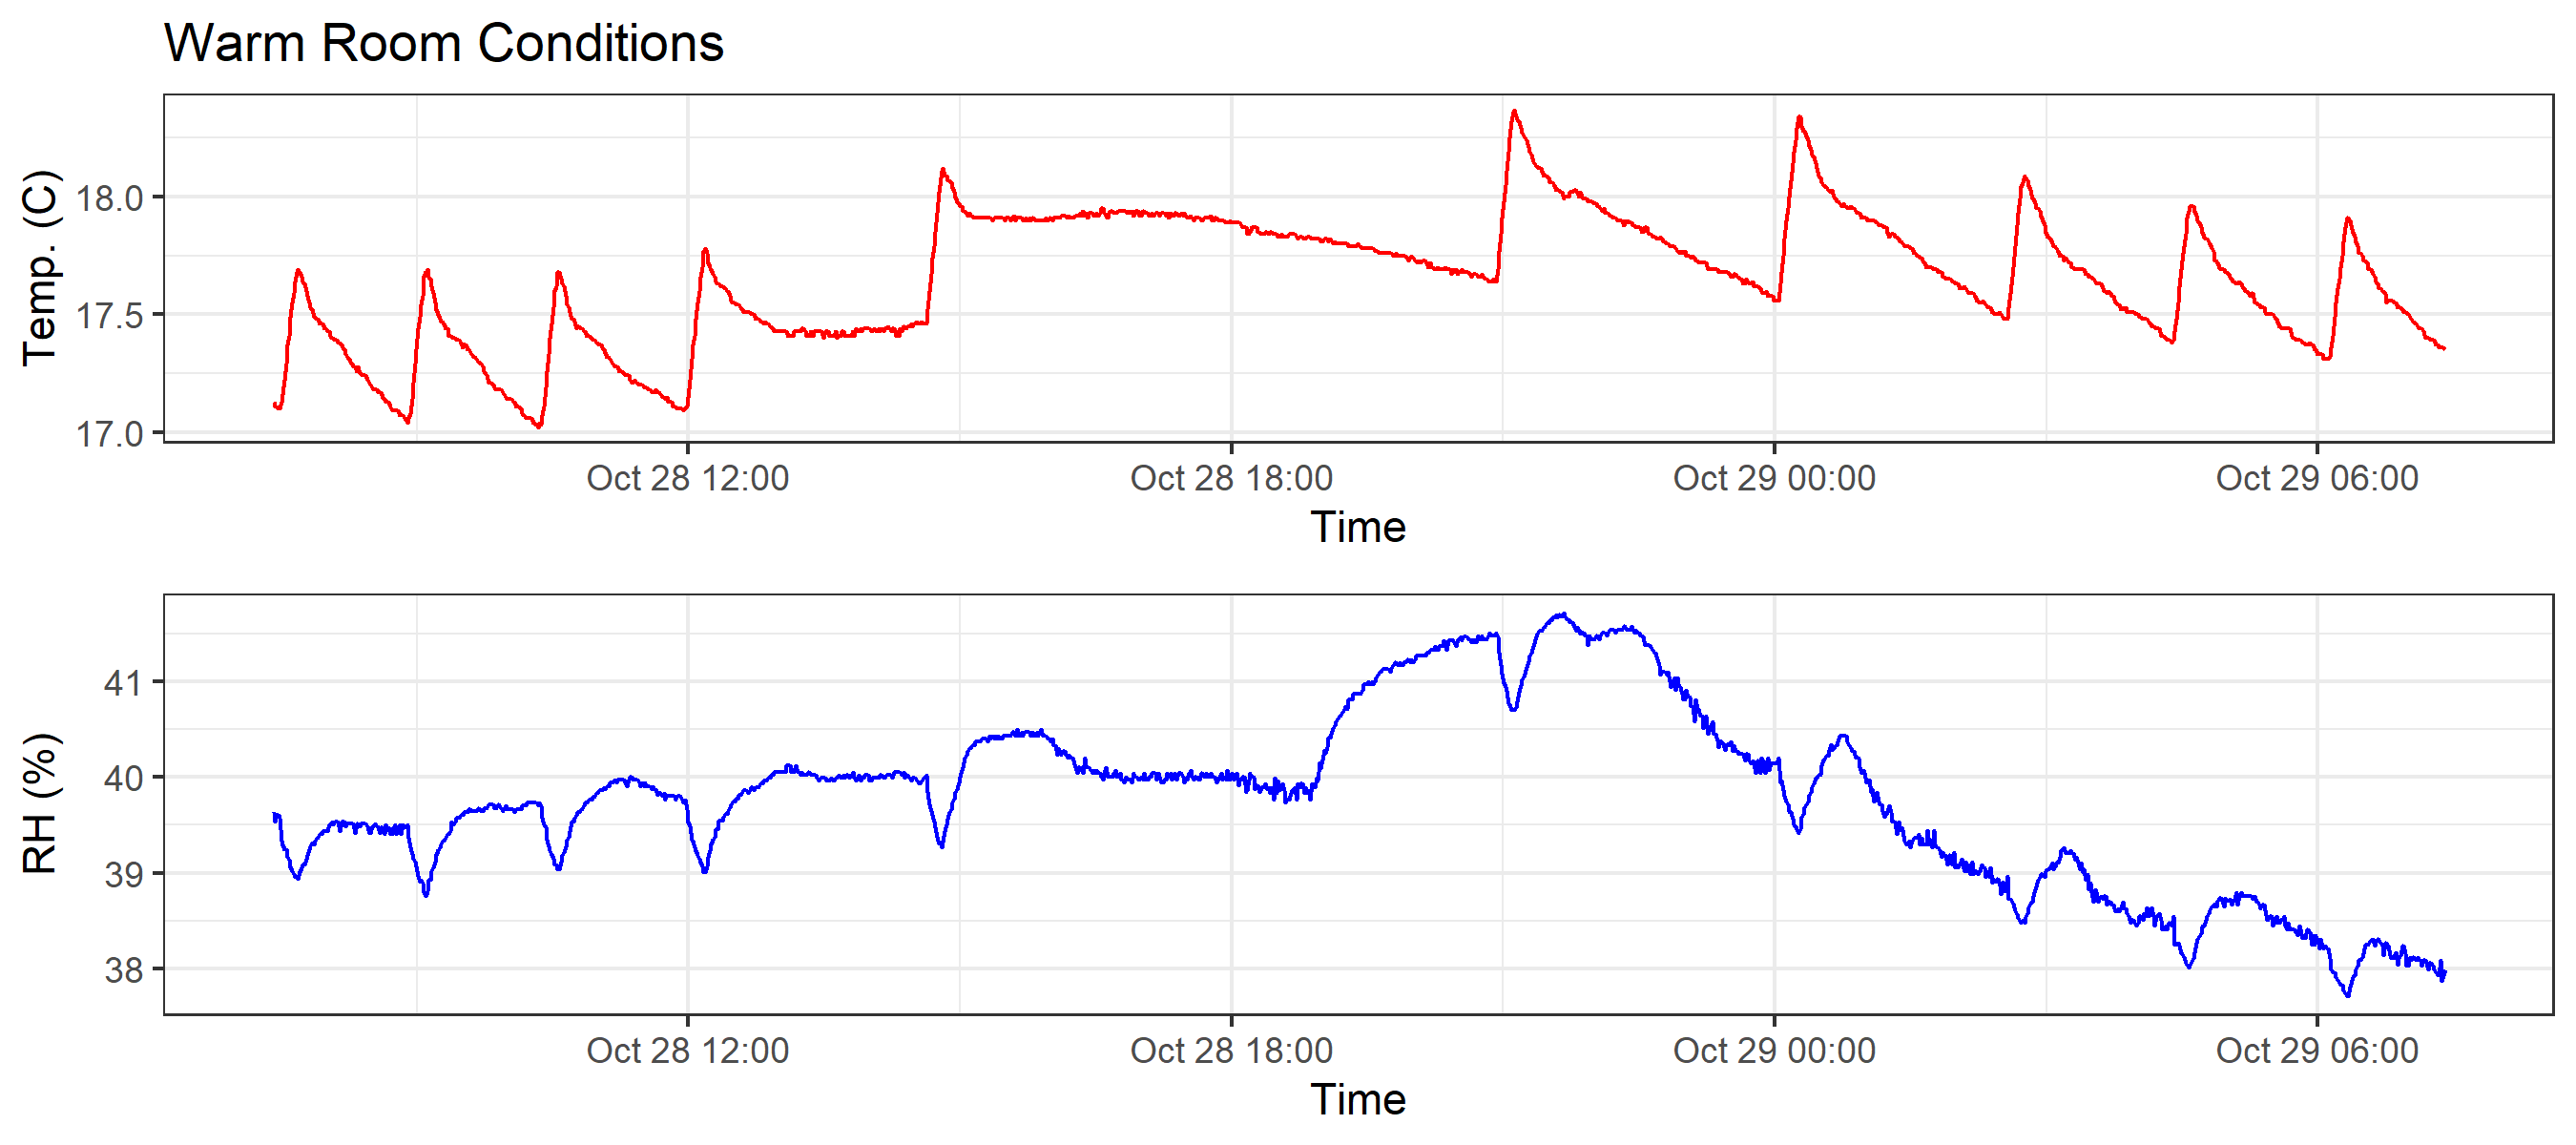 Warm Room Conditions
Temp. (C)
18.0
17.5
17.0
Oct 28 12:00 Oct 28 18:00 Oct 29 00:00 Oct 29 06:00
Time
RH (%)
41
40
39
38
Oct 28 12:00 Oct 28 18:00 Oct 29 00:00 Oct 29 06:00
Time